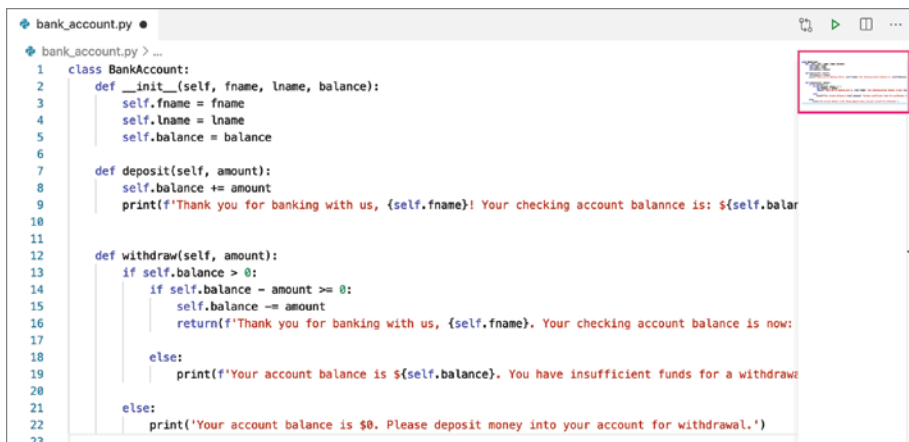 bank_account.py
bank_account.py > ...
1 class BankAccount:
2     def __init__(self, fname, lname, balance):
3         self.fname = fname
4         self.lname = lname
5         self.balance = balance
6
7     def deposit(self, amount):
8         self.balance += amount
9         print(f'Thank you for banking with us, {self.fname}! Your checking account balannce is: ${self.balan
10
11
12     def withdraw(self, amount):
13         if self.balance > 0:
14             if self.balance - amount >= 0:
15                 self.balance -= amount
16                 return(f'Thank you for banking with us, {self.fname}. Your checking account balance is now:
17
18             else:
19                 print(f'Your account balance is ${self.balance}. You have insufficient funds for a withdrawa
20
21         else:
22             print('Your account balance is $0. Please deposit money into your account for withdrawal.')
23